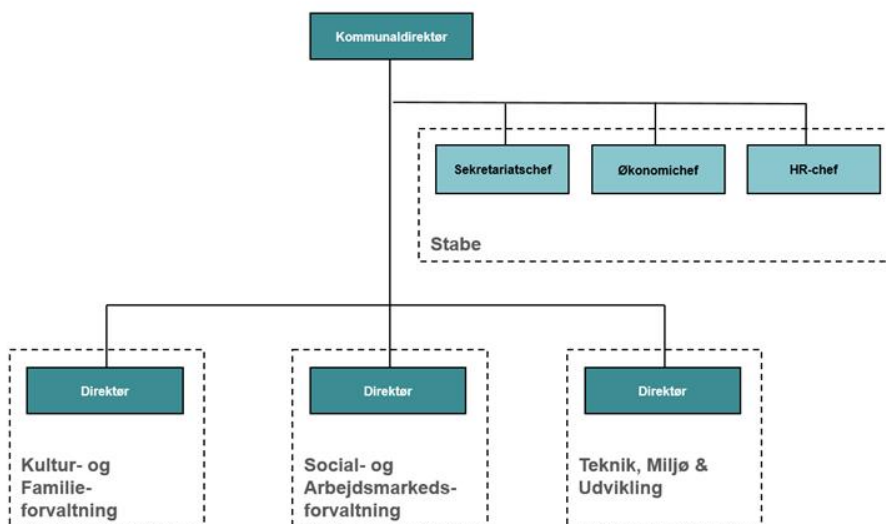 Kommunaldirektør
Sekretariatschef
Økonomichef
HR-chef
Stabe
Direktør
Direktør
Direktør
Kultur- og
Familie-
forvaltning
Social- og
Arbejdsmarkeds-
forvaltning
Teknik, Miljø &
Udvikling